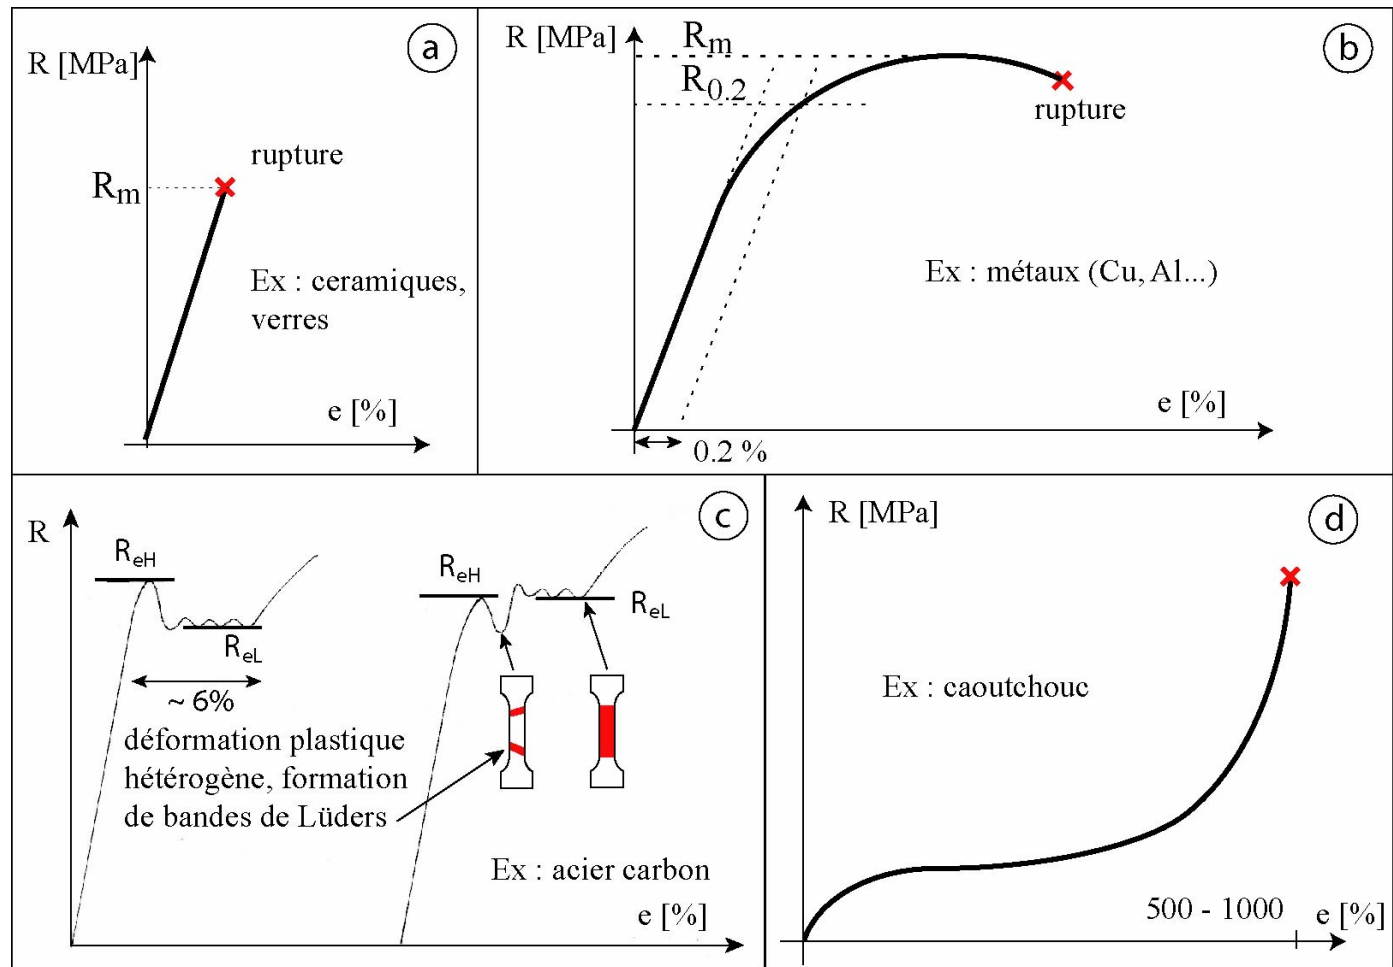 a
R [MPa]
rupture
Rm
Ex : ceramiques,
verres
e [%]
b
R [MPa]
Rm
R0.2
rupture
Ex : métaux (Cu, Al...)
e [%]
0.2 %
c
R
ReH
ReL
~ 6%
déformation plastique
hétérogène, formation
de bandes de Lüders
ReH
ReL
Ex : acier carbon
e [%]
d
R [MPa]
Ex : caoutchouc
500 - 1000
e [%]